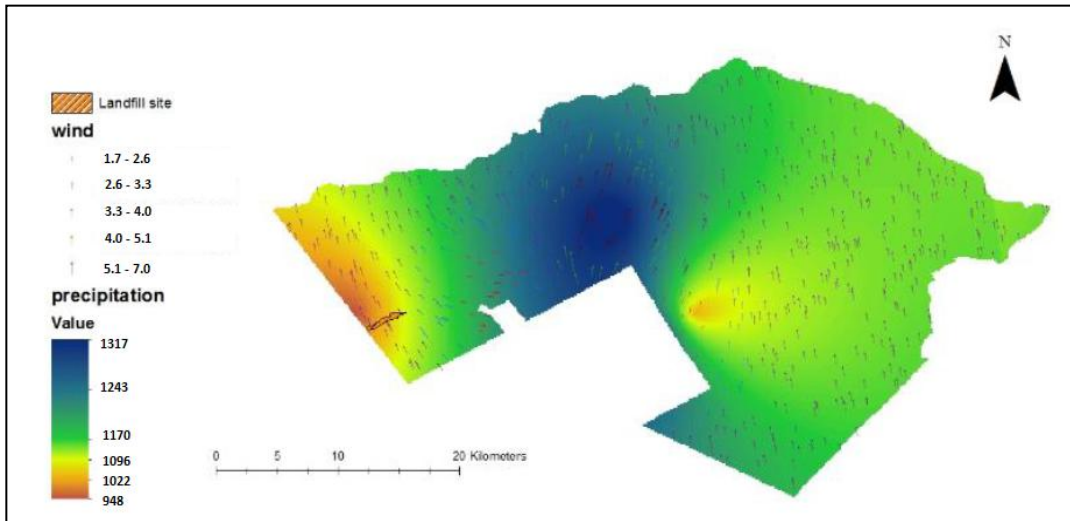 N
Landfill site
wind
1.7 - 2.6
2.6 - 3.3
3.3 - 4.0
4.0 - 5.1
5.1 - 7.0
precipitation
Value
1317
1243
1170
1096
1022
948
0 5 10 20 Kilometers